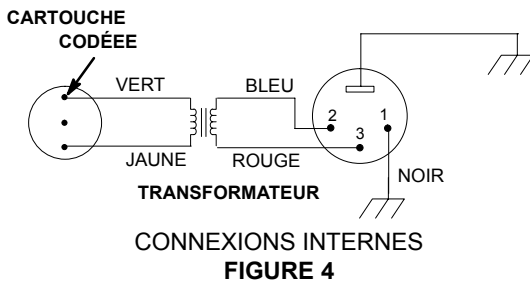 CARTOUCHE
CODÉEE
VERT
BLEU
2
1
3
JAUNE
ROUGE
NOIR
TRANSFORMATEUR
CONNEXIONS INTERNES
FIGURE 4